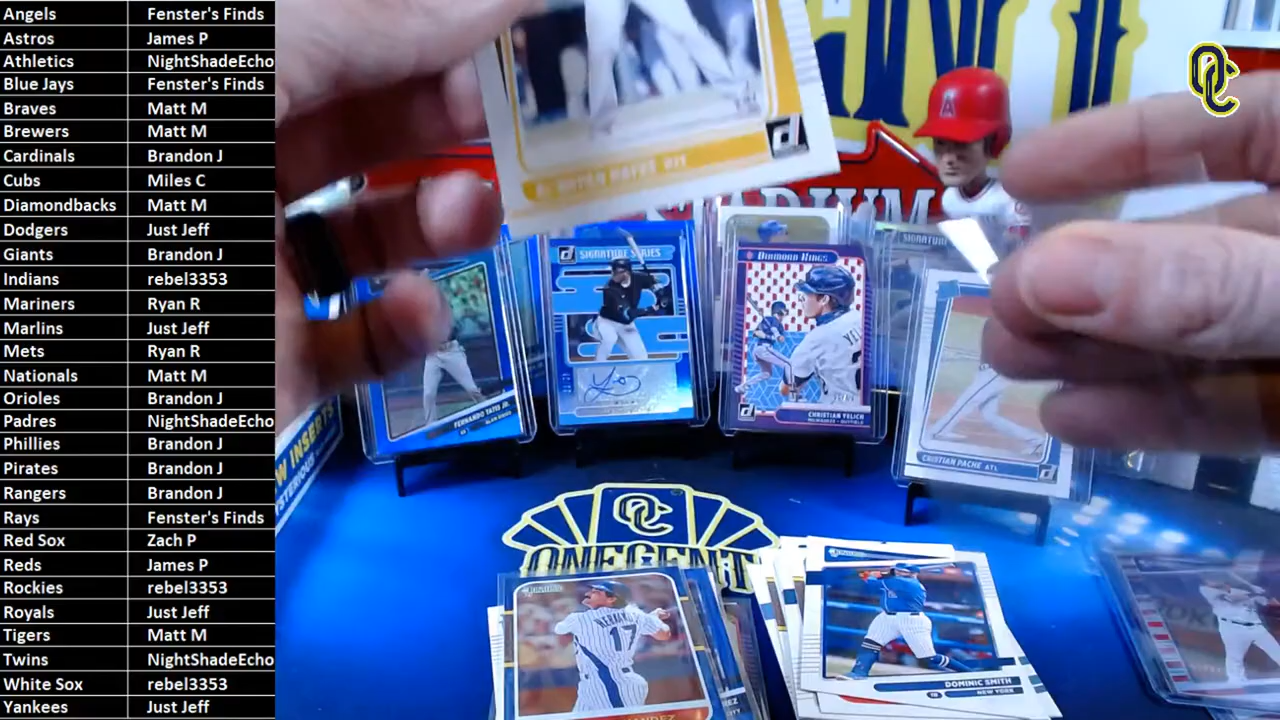 Angels Fenster's Finds
Astros James P
Athletics NightShadeEcho
Blue Jays Fenster's Finds
Braves Matt M
Brewers Matt M
Cardinals Brandon J
Cubs Miles C
Diamondbacks Matt M
Dodgers Just Jeff
Giants Brandon J
Indians rebel3353
Mariners Ryan R
Marlins Just Jeff
Mets Ryan R
Nationals Matt M
Orioles Brandon J
Padres NightShadeEcho
Phillies Brandon J
Pirates Brandon J
Rangers Brandon J
Rays Fenster's Finds
Red Sox Zach P
Reds James P
Rockies rebel3353
Royals Just Jeff
Tigers Matt M
Twins NightShadeEcho
White Sox rebel3353
Yankees Just Jeff
OC
A
SIGNATURE SERIES
DIAMOND KINGS
FERNANDO TATIS JR.
CHRISTIAN YELICH
CRISTIAN PACHE ATL
OC
ONEGENT
17
DOMINIC SMITH
NEW YORK